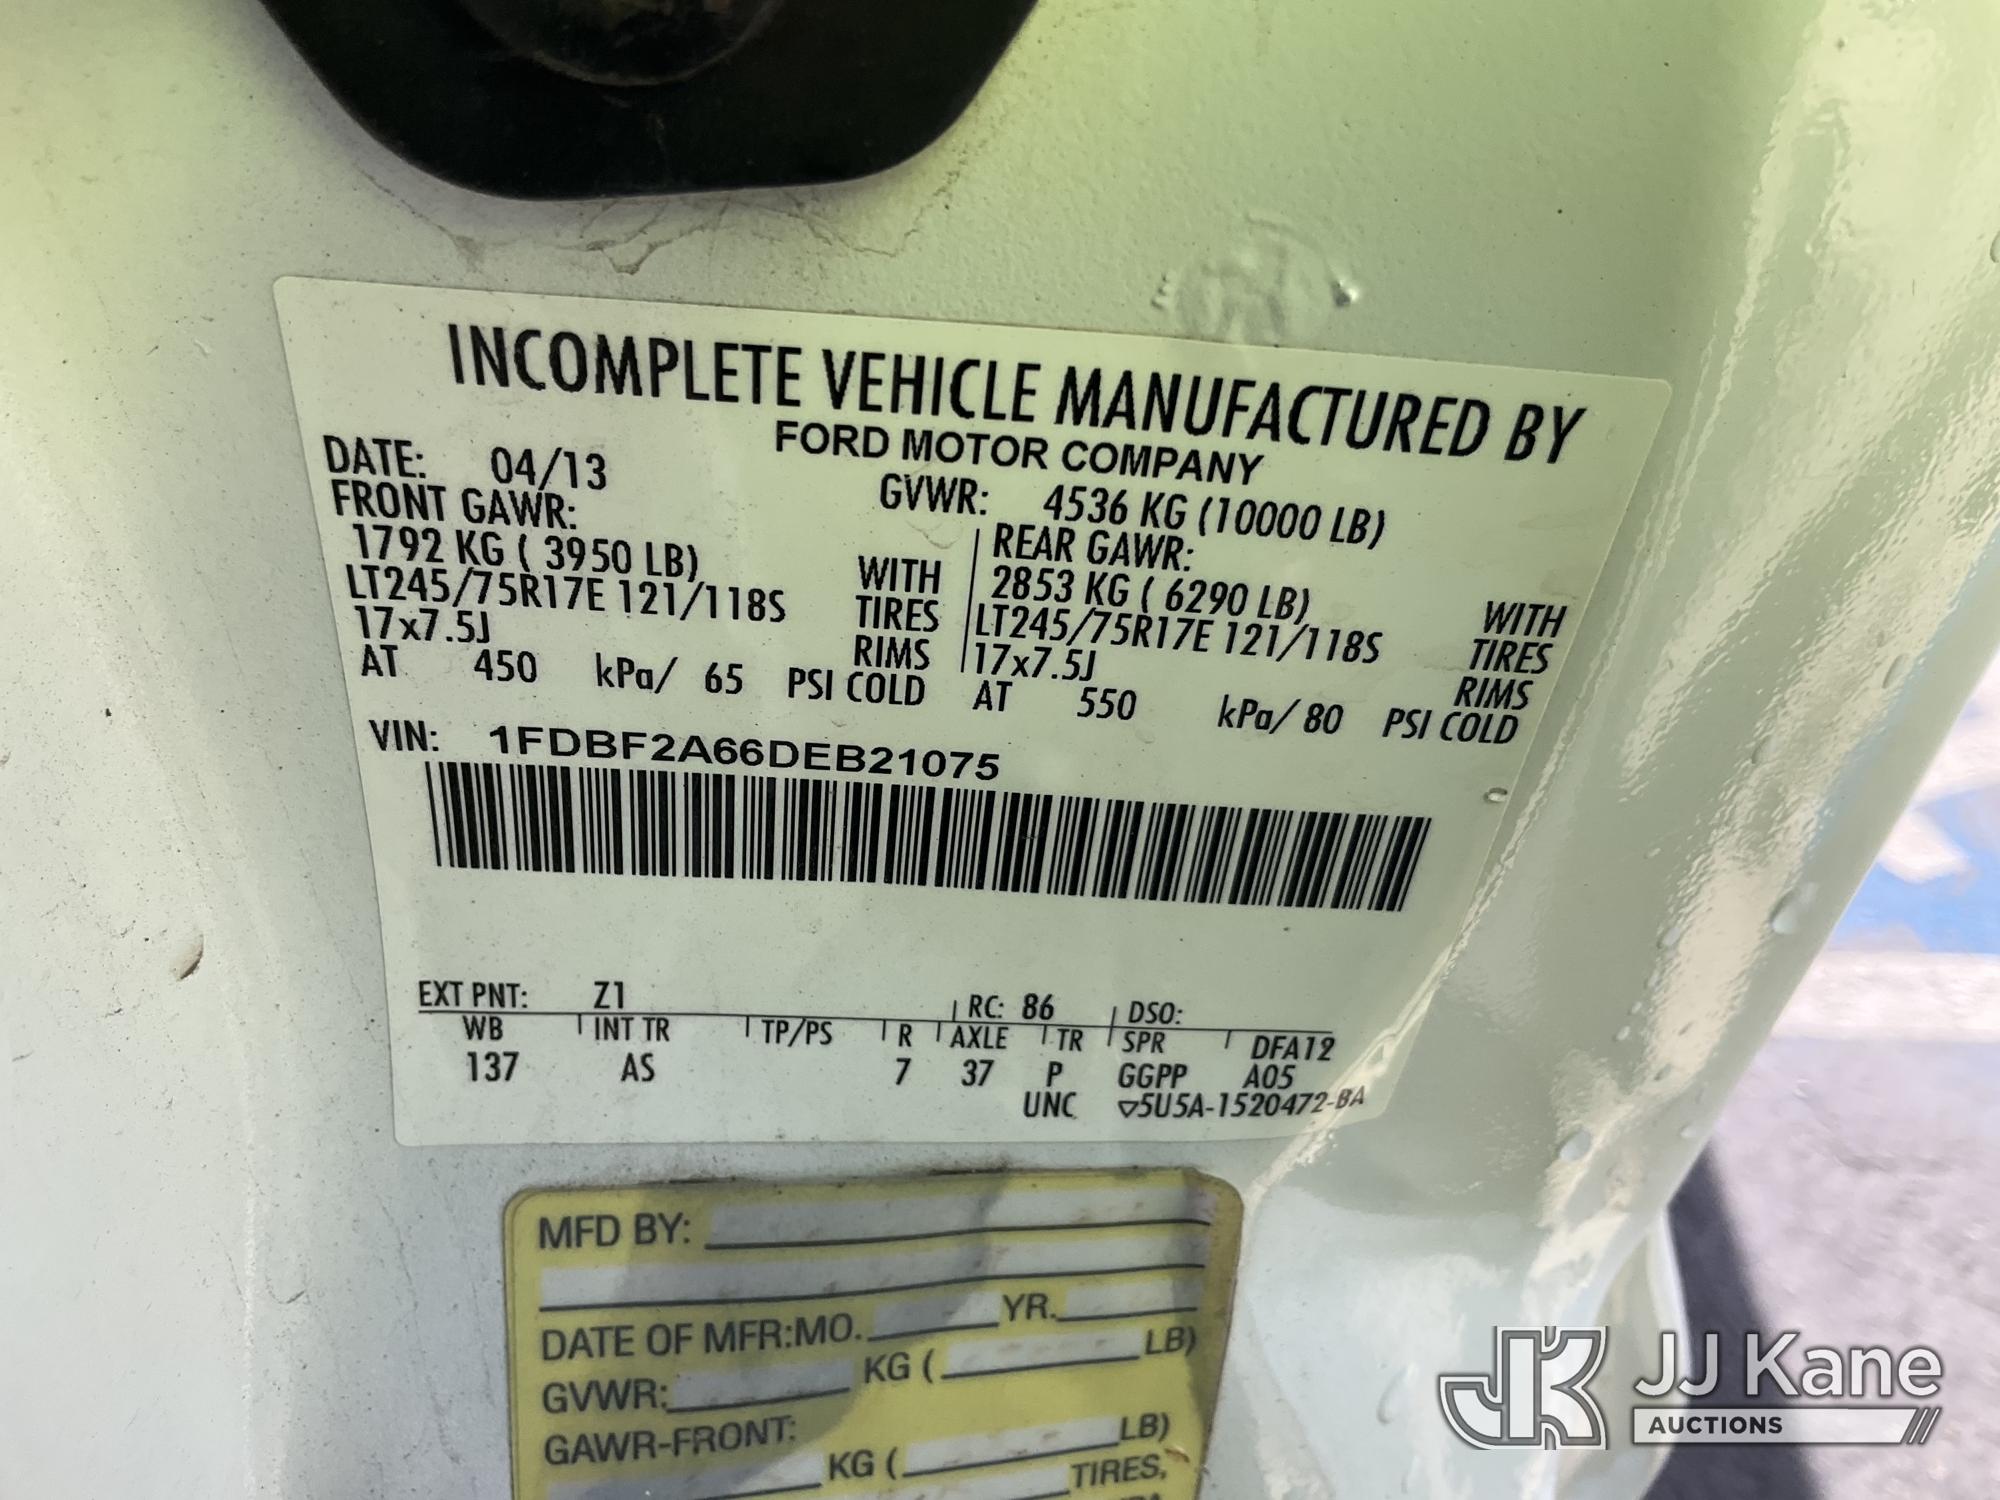 INCOMPLETE VEHICLE MANUFACTURED BY
FORD MOTOR COMPANY
DATE: 04/13 GVWR: 4536 KG (10000 LB)
FRONT GAWR: REAR GAWR:
1792 KG ( 3950 LB) WITH 2853 KG ( 6290 LB) WITH
LT245/75R17E 121/118S TIRES LT245/75R17E 121/118S TIRES
17x7.5J RIMS 17x7.5J RIMS
AT 450 kPa/ 65 PSI COLD AT 550 kPa/ 80 PSI COLD
VIN: 1FDBF2A66DEB21075
EXT PNT: Z1 RC: 86 DSO:
WB INT TR TP/PS R AXLE TR SPR DFA12
137 AS 7 37 P GGPP A05
UNC ▽5U5A-1520472-BA
MFD BY:
DATE OF MFR:MO. YR.
GVWR: KG ( LB)
GAWR-FRONT:
KG ( LB)
TIRES,
JK JJ Kane
AUCTIONS